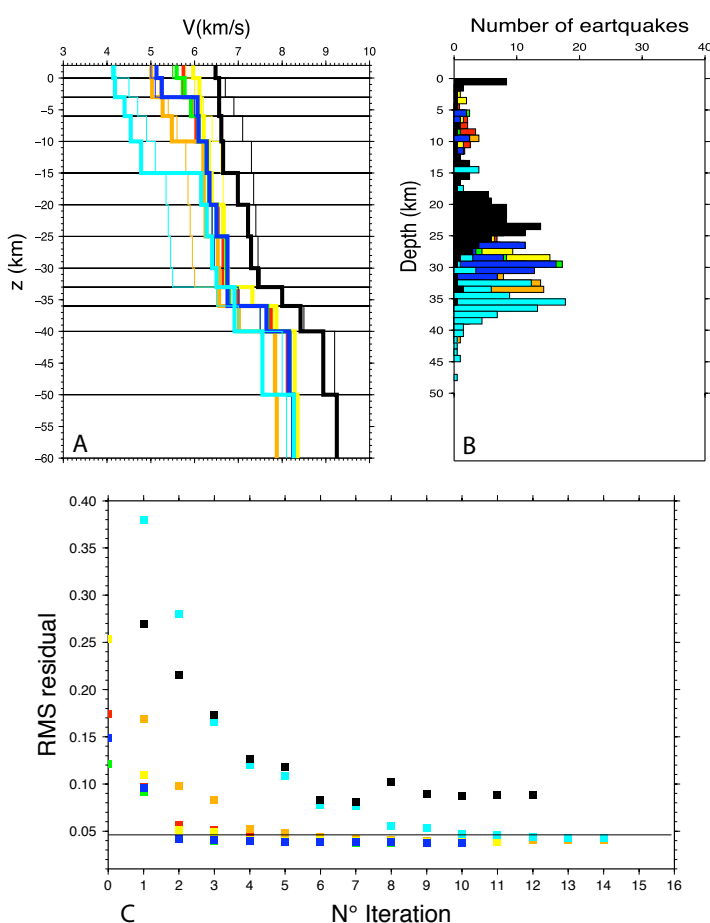 V(km/s)
3 4 5 6 7 8 9 10
0
−5
−10
−15
−20
−25
−30
−35
−40
−45
−50
−55
−60
z (km)
A
Number of eartquakes
0 10 20 30 40
0
5
10
15
20
25
30
35
40
45
50
Depth (km)
B
0.40
0.35
0.30
0.25
0.20
0.15
0.10
0.05
RMS residual
0 1 2 3 4 5 6 7 8 9 10 11 12 13 14 15 16
C N° Iteration